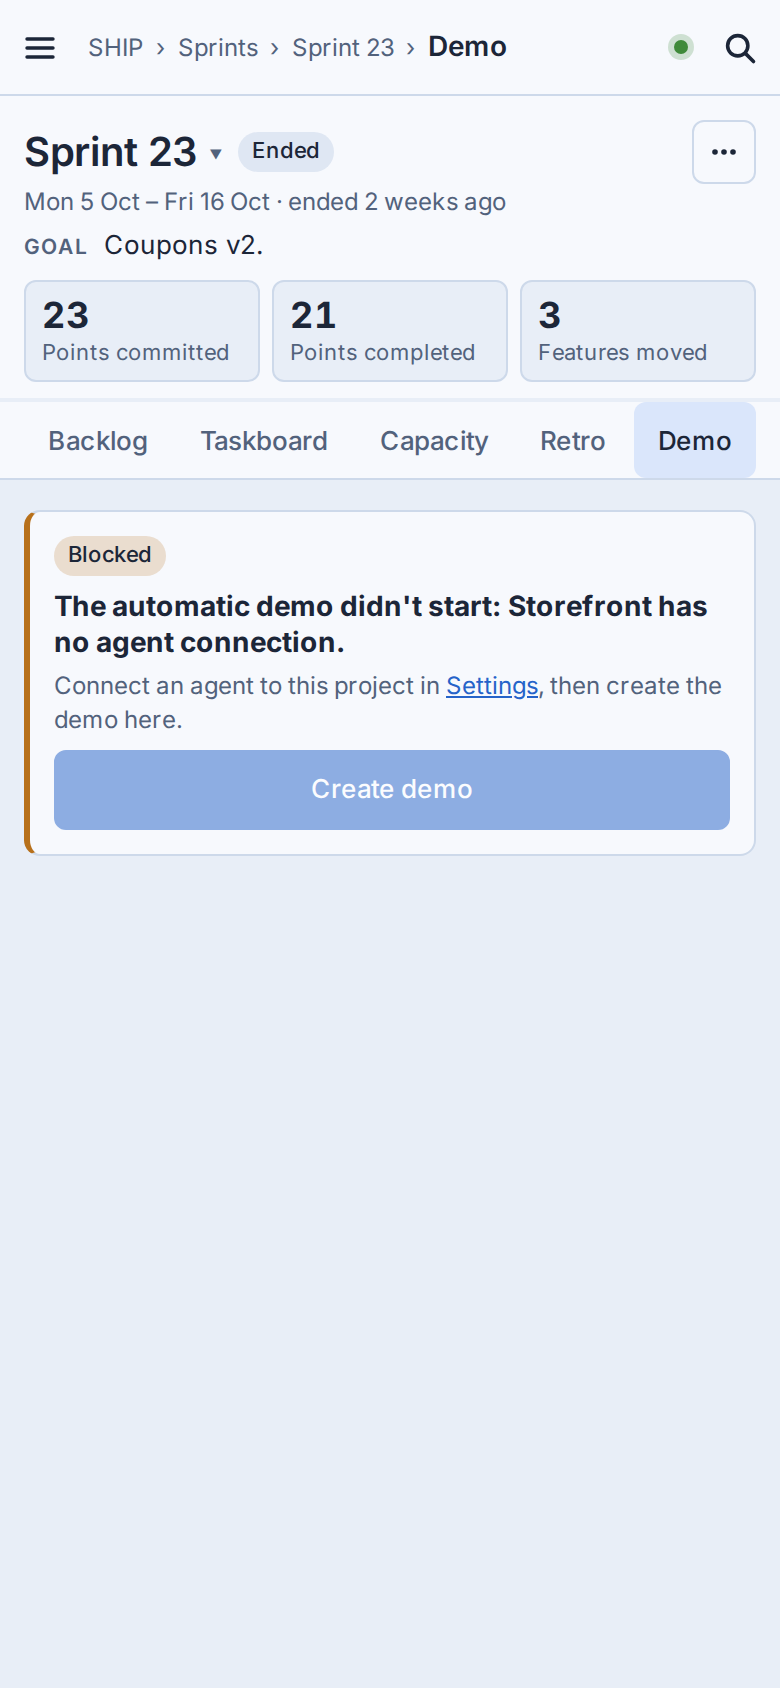 SHIP › Sprints › Sprint 23 › Demo
Sprint 23 ▾ Ended
Mon 5 Oct – Fri 16 Oct · ended 2 weeks ago
GOAL Coupons v2.
23 21 3
Points committed Points completed Features moved
Backlog Taskboard Capacity Retro Demo
Blocked
The automatic demo didn't start: Storefront has
no agent connection.
Connect an agent to this project in Settings, then create the
demo here.
Create demo